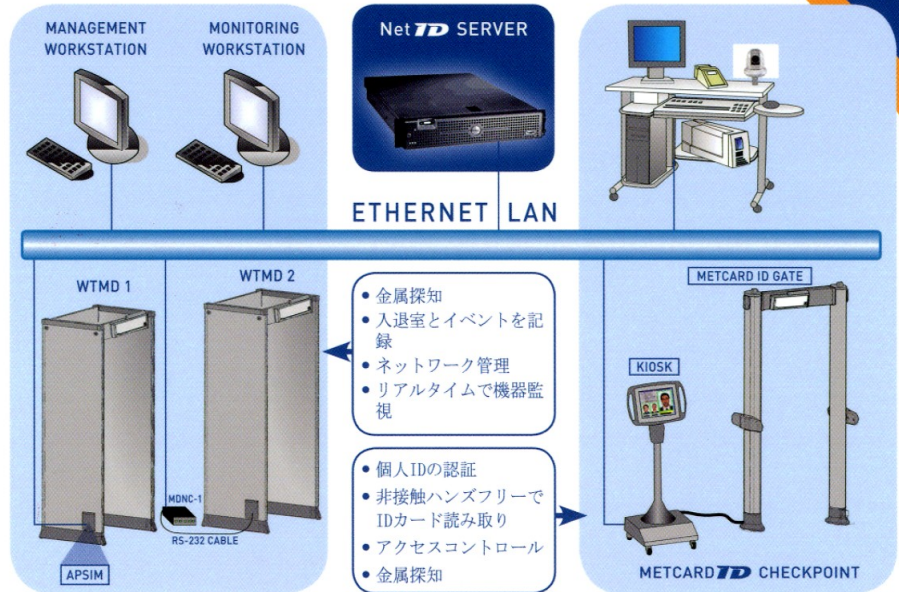 MANAGEMENT
WORKSTATION
MONITORING
WORKSTATION
Net ID SERVER
ETHERNET LAN
WTMD 1
WTMD 2
MDNC-1
RS-232 CABLE
APSIM
• 金属探知
• 入退室とイベントを記
録
• ネットワーク管理
• リアルタイムで機器監
視
• 個人IDの認証
• 非接触ハンズフリーで
IDカード読み取り
• アクセスコントロール
• 金属探知
METCARD ID GATE
KIOSK
METCARD ID CHECKPOINT